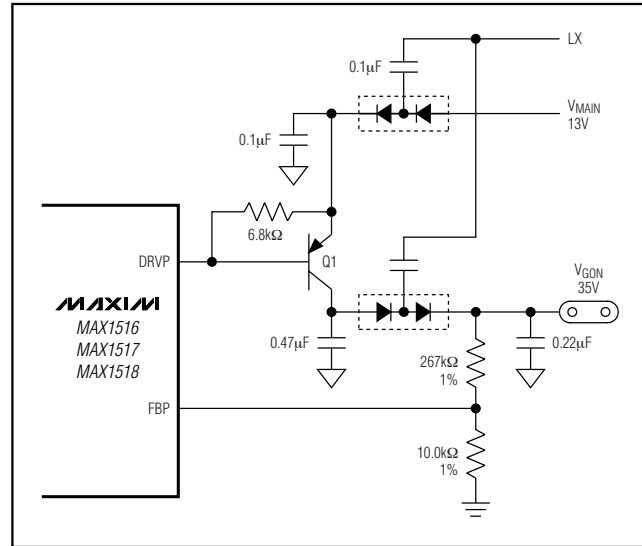 LX
0.1µF
VMAIN
13V
0.1µF
6.8kΩ
DRVP
Q1
VGON
35V
MAXIM
MAX1516
MAX1517
MAX1518
0.47µF
267kΩ
1%
0.22µF
FBP
10.0kΩ
1%